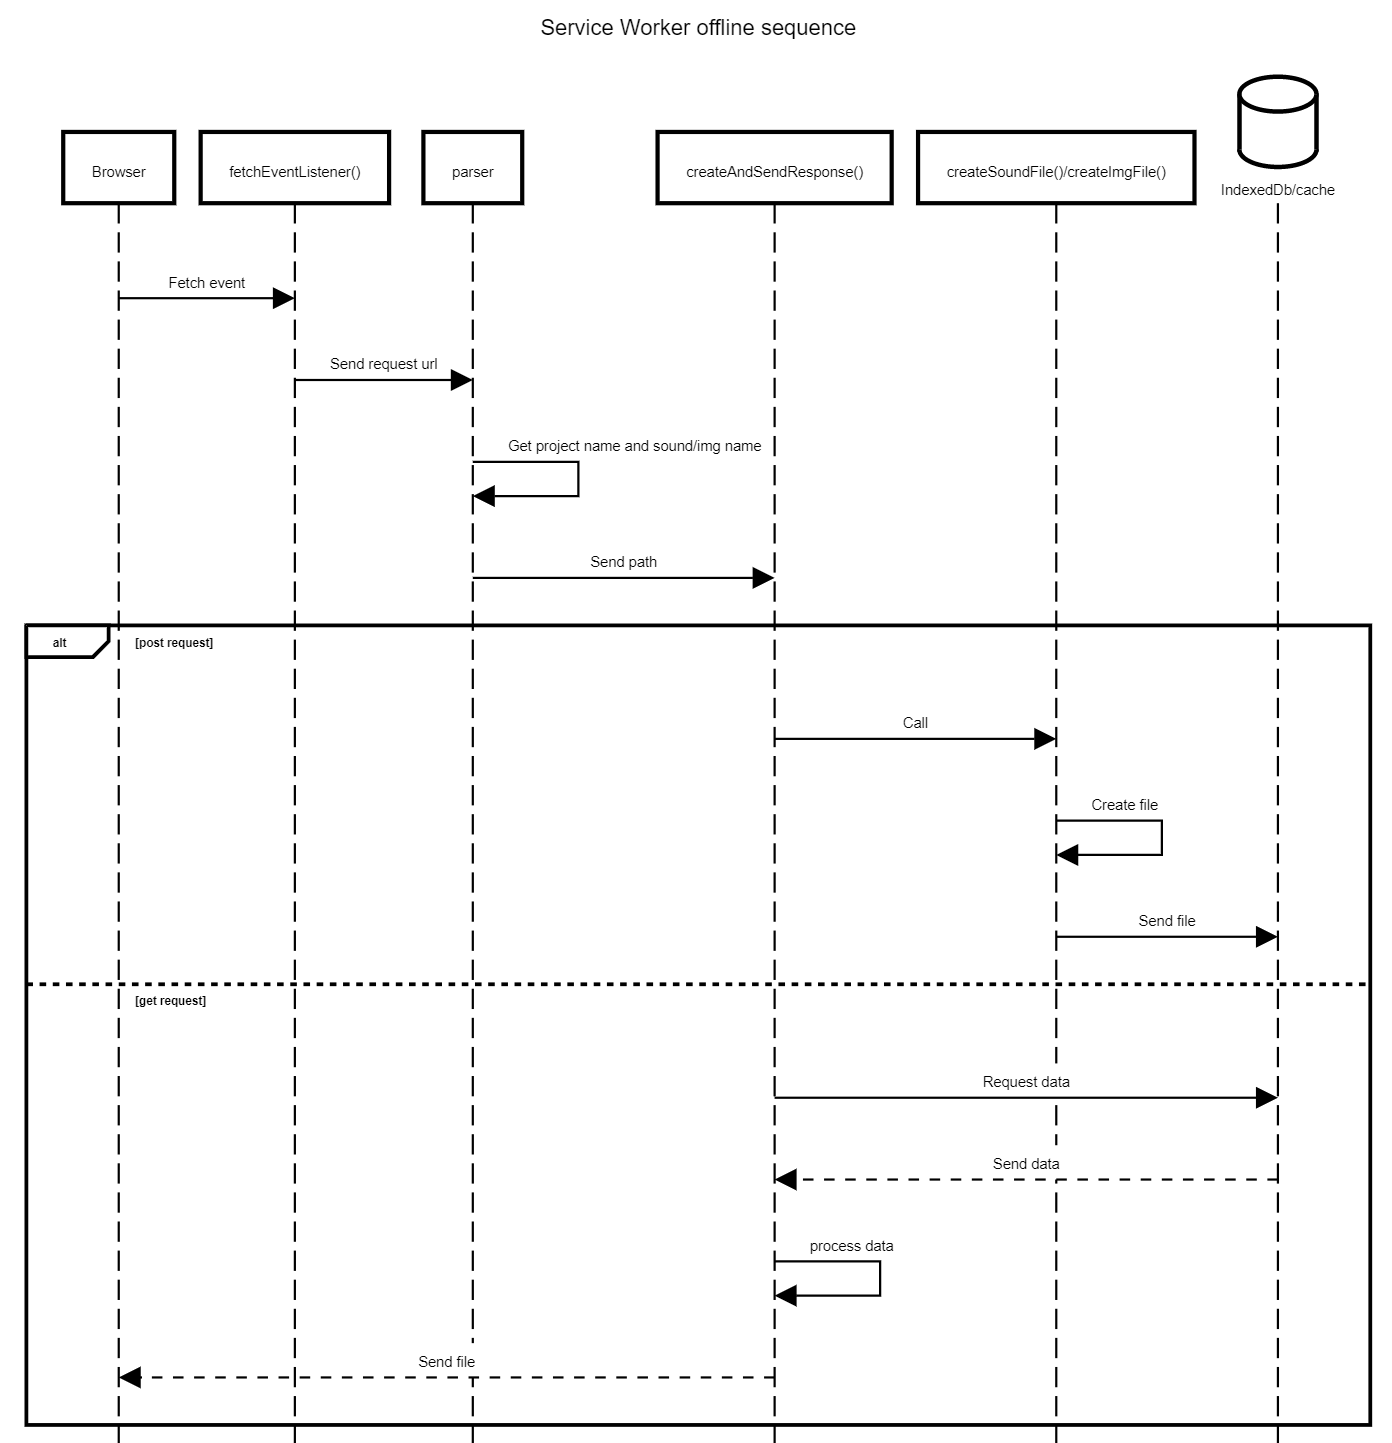 Service Worker offline sequence
Browser
fetchEventListener()
parser
createAndSendResponse()
createSoundFile()/createImgFile()
IndexedDb/cache
Fetch event
Send request url
Get project name and sound/img name
Send path
alt
[post request]
Call
Create file
Send file
[get request]
Request data
Send data
process data
Send file